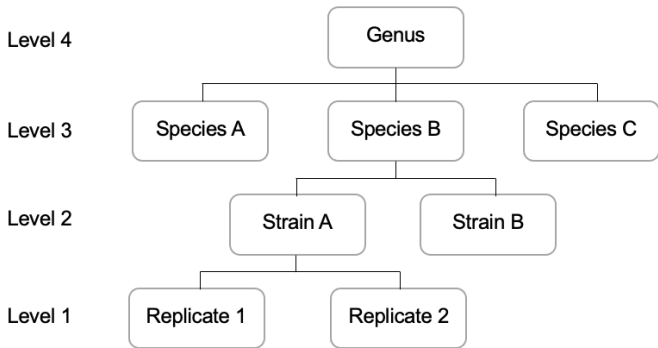 Level 4
Genus
Level 3
Species A
Species B
Species C
Level 2
Strain A
Strain B
Level 1
Replicate 1
Replicate 2